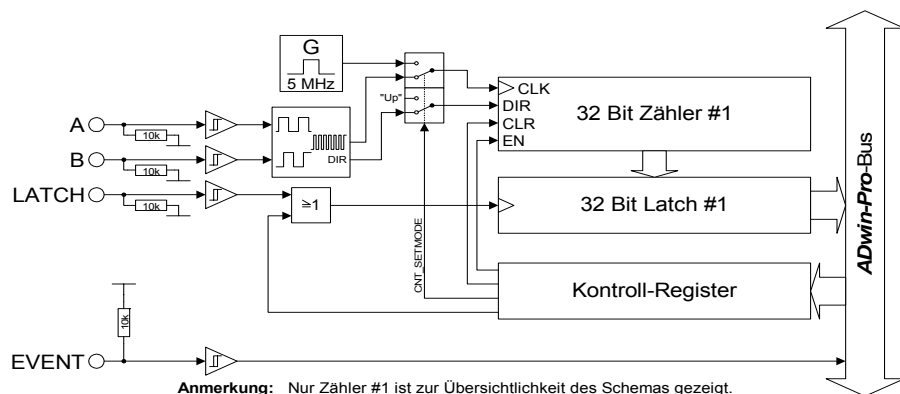 G
5 MHz
"Up"
CLK
DIR
CLR
EN
32 Bit Zähler #1
A
10k
DIR
B
10k
LATCH
10k
≥1
32 Bit Latch #1
CNT_SETMODE
Kontroll-Register
10k
EVENT
ADwin-Pro-Bus
Anmerkung: Nur Zähler #1 ist zur Übersichtlichkeit des Schemas gezeigt.